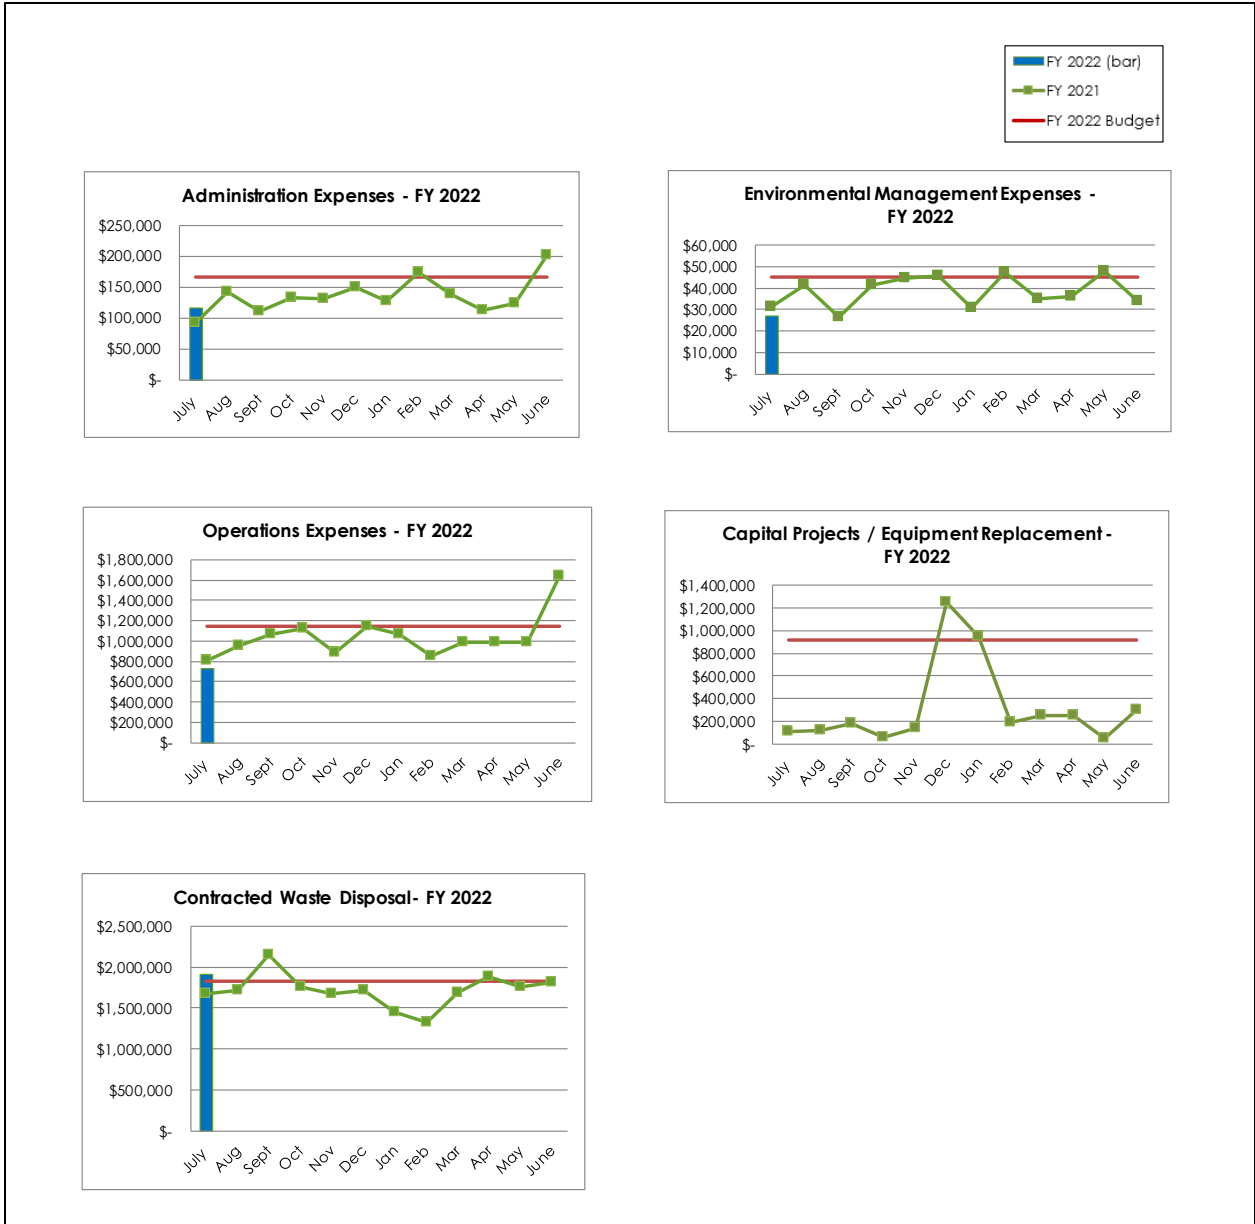 FY 2022 (bar)
FY 2021
FY 2022 Budget
Administration Expenses - FY 2022
$250,000
$200,000
$150,000
$100,000
$50,000
$-
July Aug Sept Oct Nov Dec Jan Feb Mar Apr May June
Environmental Management Expenses -
FY 2022
$60,000
$50,000
$40,000
$30,000
$20,000
$10,000
$-
July Aug Sept Oct Nov Dec Jan Feb Mar Apr May June
Operations Expenses - FY 2022
$1,800,000
$1,600,000
$1,400,000
$1,200,000
$1,000,000
$800,000
$600,000
$400,000
$200,000
$-
July Aug Sept Oct Nov Dec Jan Feb Mar Apr May June
Capital Projects / Equipment Replacement -
FY 2022
$1,400,000
$1,200,000
$1,000,000
$800,000
$600,000
$400,000
$200,000
$-
July Aug Sept Oct Nov Dec Jan Feb Mar Apr May June
Contracted Waste Disposal- FY 2022
$2,500,000
$2,000,000
$1,500,000
$1,000,000
$500,000
$-
July Aug Sept Oct Nov Dec Jan Feb Mar Apr May June